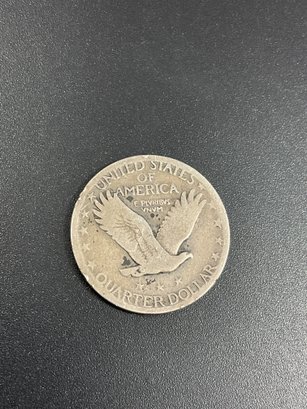 UNITED STATES
OF
AMERICA
E PLURIBUS
UNUM
QUARTER DOLLAR